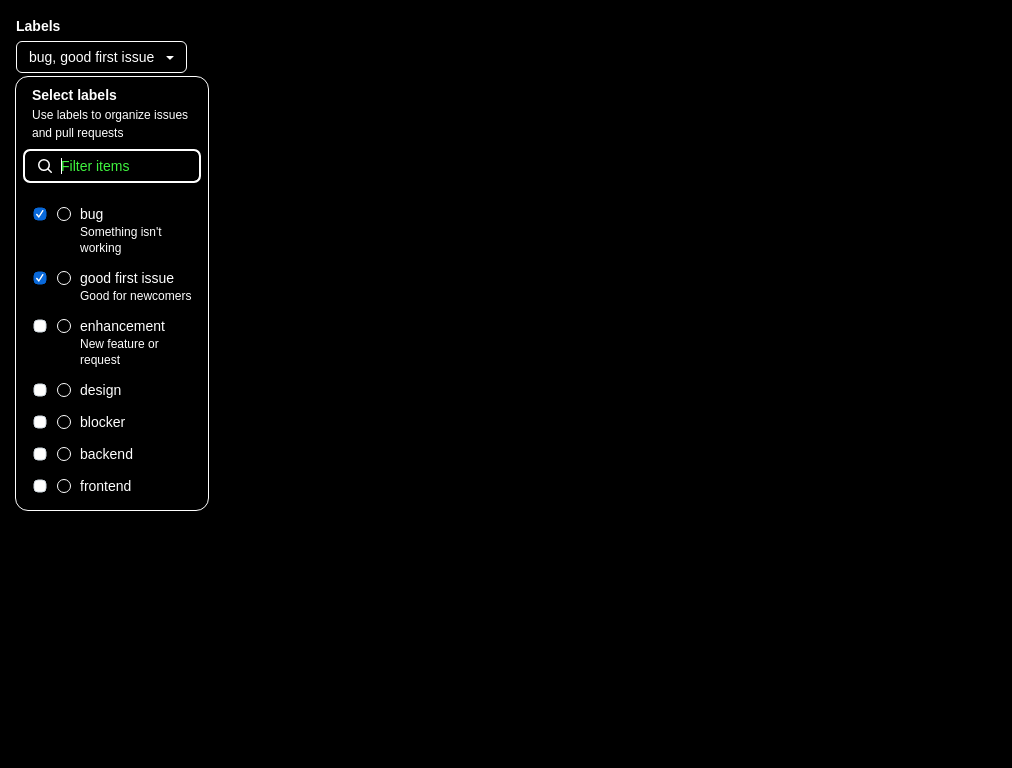 Labels
bug, good first issue
Select labels
Use labels to organize issues
and pull requests
Filter items
bug
Something isn't
working
good first issue
Good for newcomers
enhancement
New feature or
request
design
blocker
backend
frontend